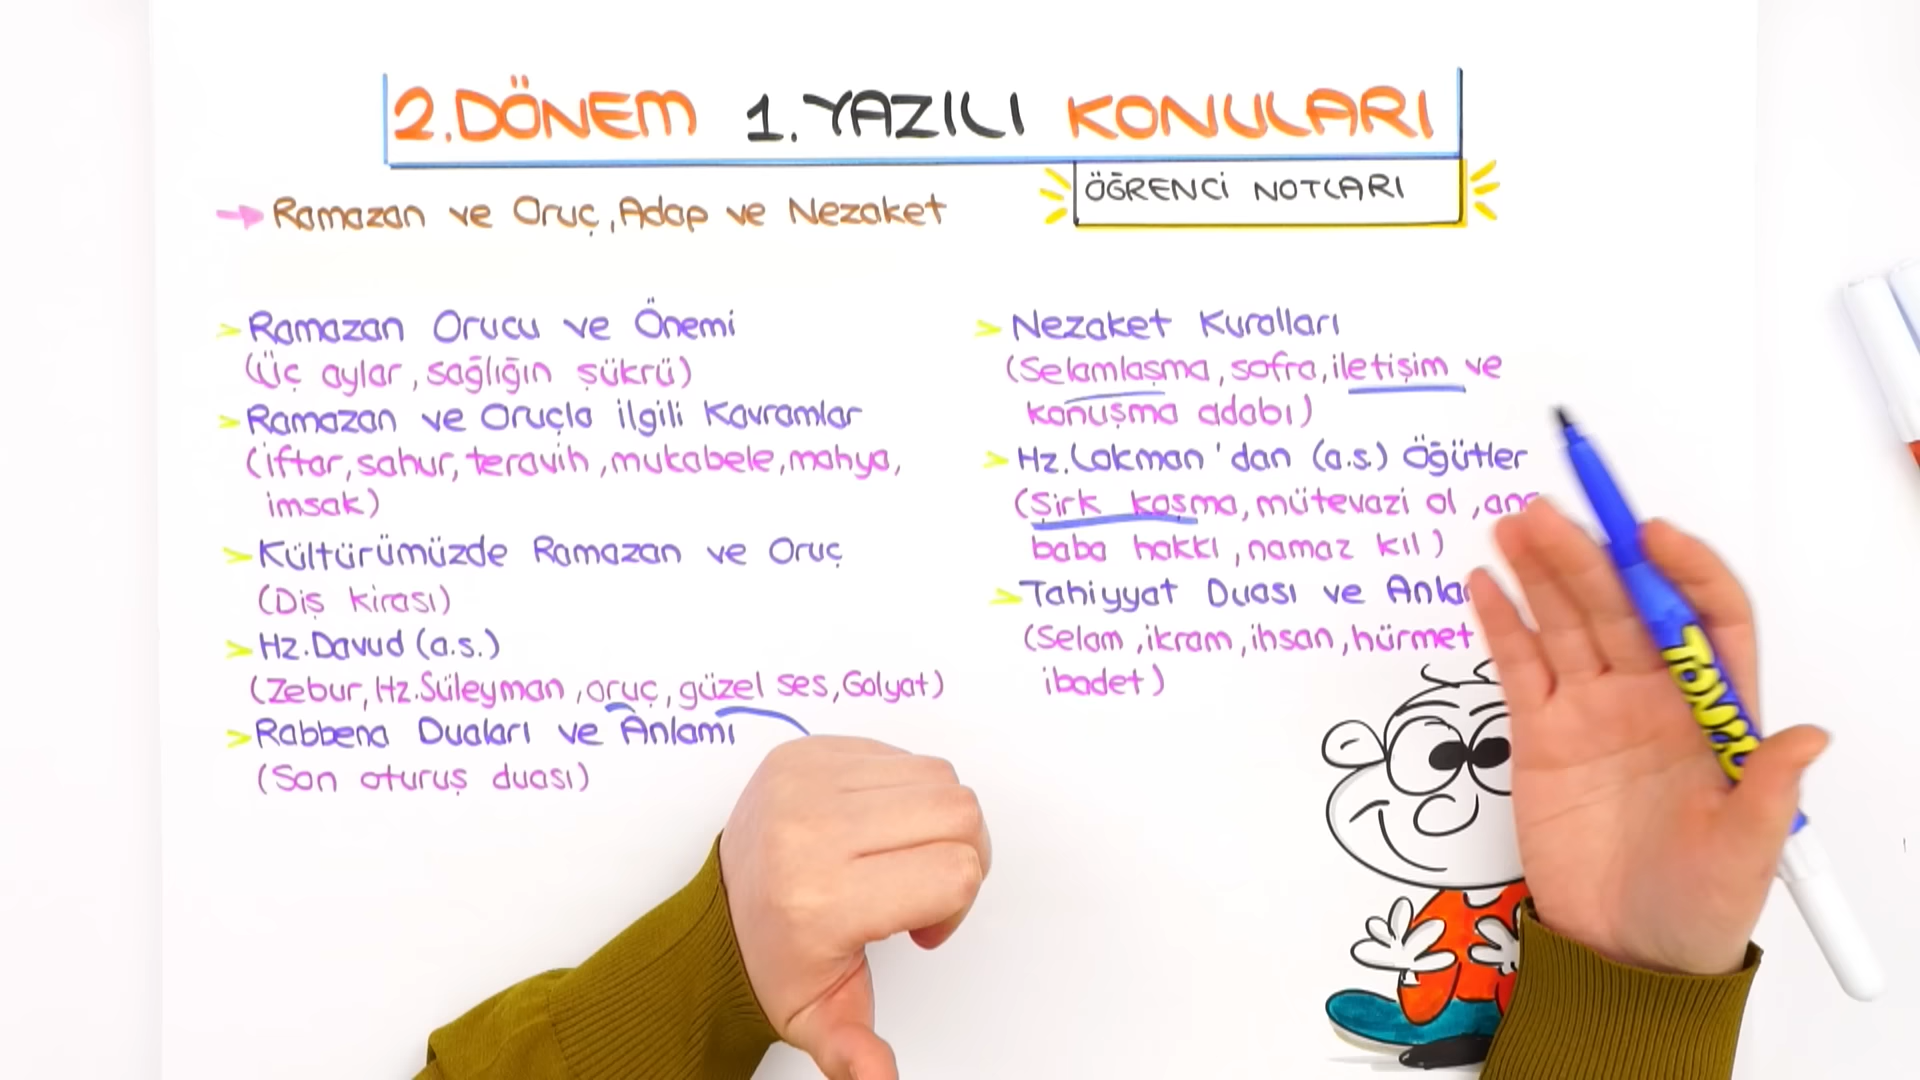 2.DÖNEM 1.YAZILI KONULARI
ÖĞRENCİ NOTLARI
Ramazan ve Oruç, Adap ve Nezaket
> Ramazan Orucu ve Önemi
(Üç aylar, sağlığın şükrü)
> Ramazan ve Oruçla ilgili Kavramlar
(iftar, sahur, teravih, mukabele, mahya,
imsak)
> Kültürümüzde Ramazan ve Oruç
(Diş kirası)
> Hz.Davud (a.s.)
(Zebur, Hz.Süleyman, oruç, güzel ses, Golyat)
> Rabbena Duaları ve Anlamı
(Son oturuş duası)
> Nezaket Kuralları
(Selamlaşma, sofra, iletişim ve
konuşma adabı)
> Hz.Lokman'dan (a.s.) Öğütler
(Şirk koşma, mütevazi ol,
baba hakkı, namaz kıl)
> Tahiyyat Duası ve
(Selam, ikram, ihsan, hürmet
ibadet)
TOYUZ